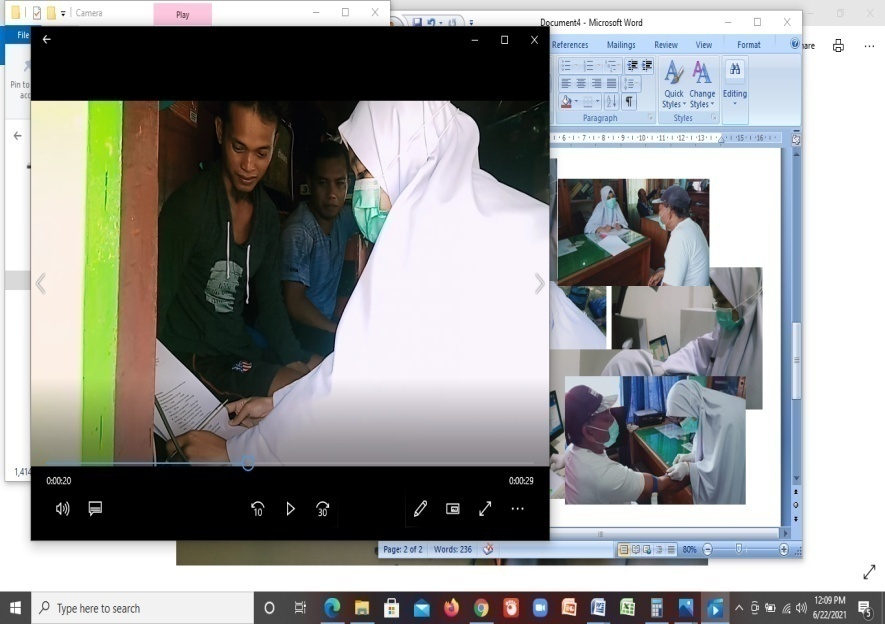 Camera
Play
File
Pin to
1,414
0:00:20
0:00:29
10
30
Document4 - Microsoft Word
References Mailings Review View Format
Quick Styles
Change Styles
Editing
Paragraph
Styles
Page: 2 of 2 Words: 236
80%
Type here to search
12:09 PM
6/22/2021
5